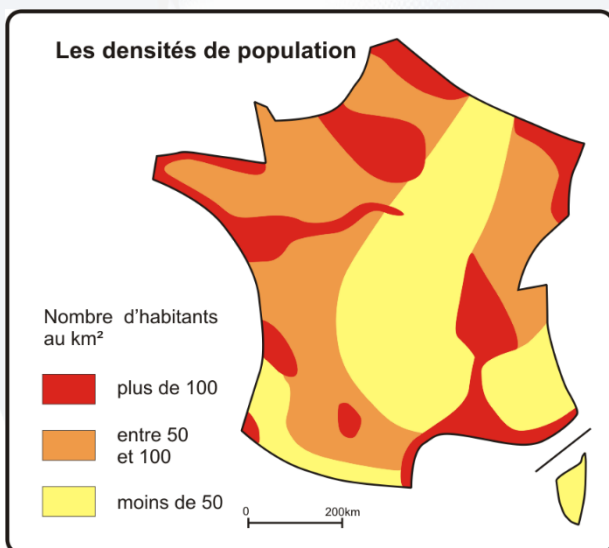 Les densités de population
Nombre d'habitants
au km²
plus de 100
entre 50
et 100
moins de 50
0 200km